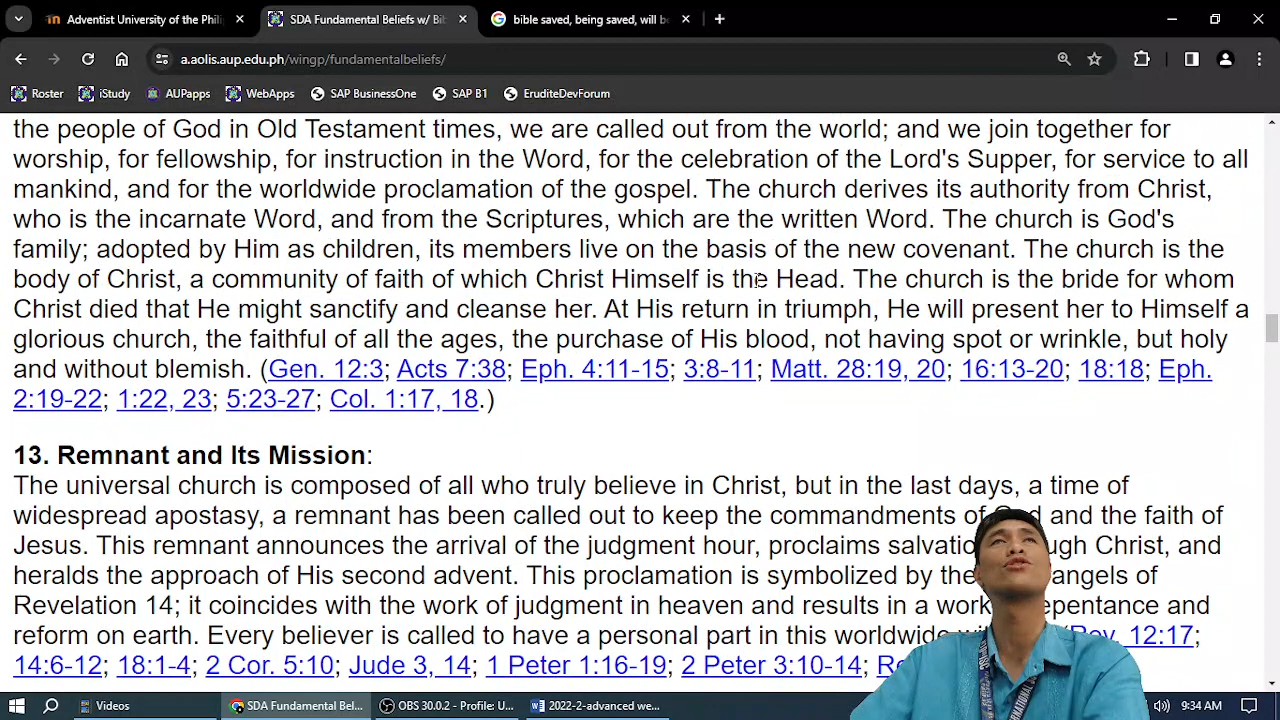 Adventist University of the Phili
SDA Fundamental Beliefs w/ Bib
bible saved, being saved, will be
a.aolis.aup.edu.ph/wingp/fundamentalbeliefs/
Roster iStudy AUPapps WebApps SAP BusinessOne SAP B1 EruditeDevForum
the people of God in Old Testament times, we are called out from the world; and we join together for
worship, for fellowship, for instruction in the Word, for the celebration of the Lord's Supper, for service to all
mankind, and for the worldwide proclamation of the gospel. The church derives its authority from Christ,
who is the incarnate Word, and from the Scriptures, which are the written Word. The church is God's
family; adopted by Him as children, its members live on the basis of the new covenant. The church is the
body of Christ, a community of faith of which Christ Himself is the Head. The church is the bride for whom
Christ died that He might sanctify and cleanse her. At His return in triumph, He will present her to Himself a
glorious church, the faithful of all the ages, the purchase of His blood, not having spot or wrinkle, but holy
and without blemish. (Gen. 12:3; Acts 7:38; Eph. 4:11-15; 3:8-11; Matt. 28:19, 20; 16:13-20; 18:18; Eph.
2:19-22; 1:22, 23; 5:23-27; Col. 1:17, 18.)
13. Remnant and Its Mission:
The universal church is composed of all who truly believe in Christ, but in the last days, a time of
widespread apostasy, a remnant has been called out to keep the commandments of God and the faith of
Jesus. This remnant announces the arrival of the judgment hour, proclaims salvation through Christ, and
heralds the approach of His second advent. This proclamation is symbolized by the angels of
Revelation 14; it coincides with the work of judgment in heaven and results in a work repentance and
reform on earth. Every believer is called to have a personal part in this worldwide (Rev. 12:17;
14:6-12; 18:1-4; 2 Cor. 5:10; Jude 3, 14; 1 Peter 1:16-19; 2 Peter 3:10-14; Re
Videos SDA Fundamental Bel... OBS 30.0.2 - Profile: U... 2022-2-advanced we... 9:34 AM